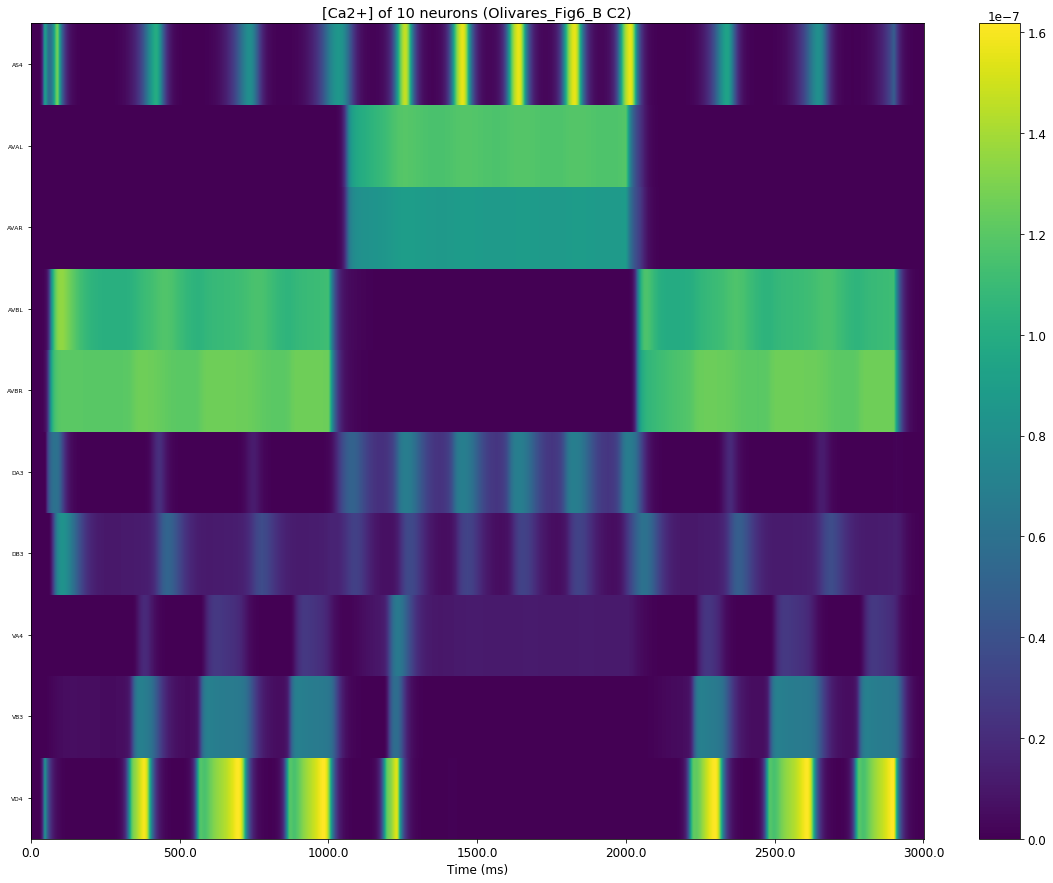 [Ca2+] of 10 neurons (Olivares_Fig6_B C2)
1e−7
AS4
AVAL
AVAR
AVBL
AVBR
DA3
DB3
VA4
VB3
VD4
0.0 500.0 1000.0 1500.0 2000.0 2500.0 3000.0
Time (ms)
1.6
1.4
1.2
1.0
0.8
0.6
0.4
0.2
0.0